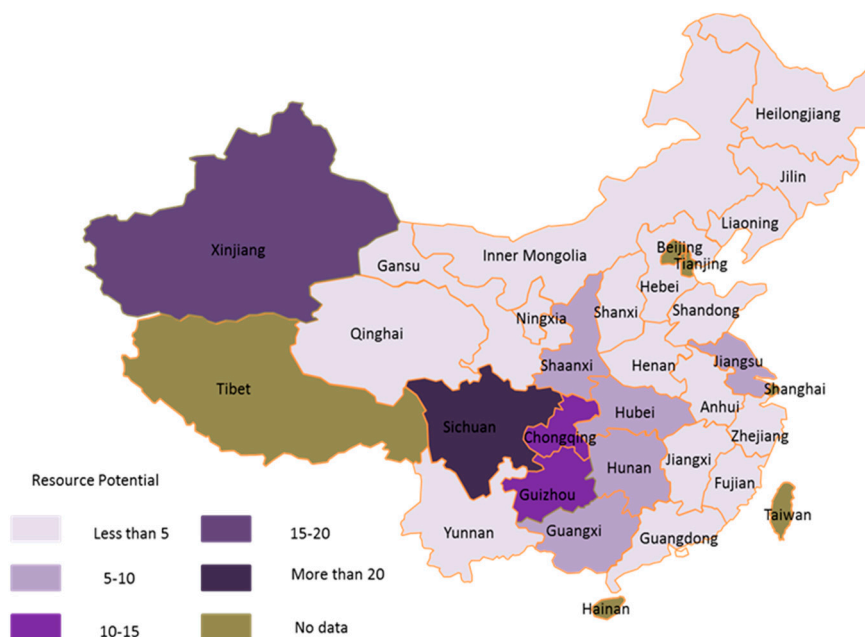 Heilongjiang
Jilin
Liaoning
Xinjiang
Inner Mongolia
Beijing
Tianjing
Gansu
Hebei
Shandong
Ningxia
Shanxi
Qinghai
Jiangsu
Henan
Shaanxi
Tibet
Shanghai
Anhui
Hubei
Sichuan
Chongqing
Zhejiang
Jiangxi
Hunan
Fujian
Guizhou
Taiwan
Yunnan
Guangxi
Guangdong
Hainan
Resource Potential
Less than 5
15-20
5-10
More than 20
10-15
No data